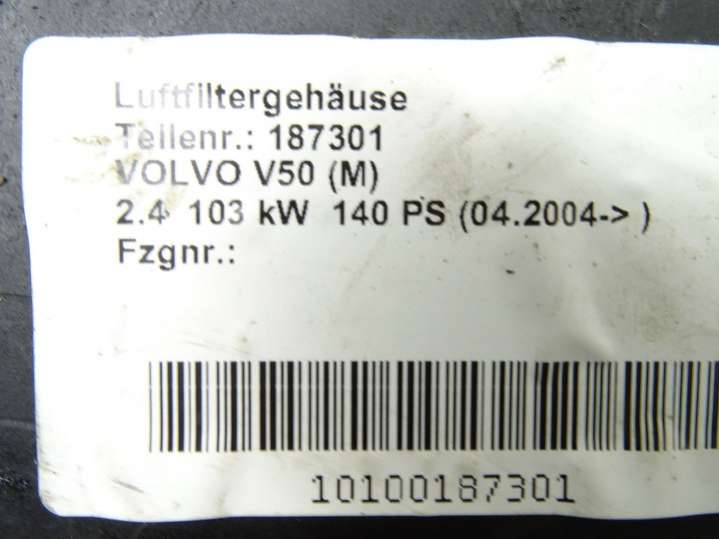 Luftfiltergehäuse
Teilenr.: 187301
VOLVO V50 (M)
2.4 103 kW 140 PS (04.2004-> )
Fzgnr.:
10100187301